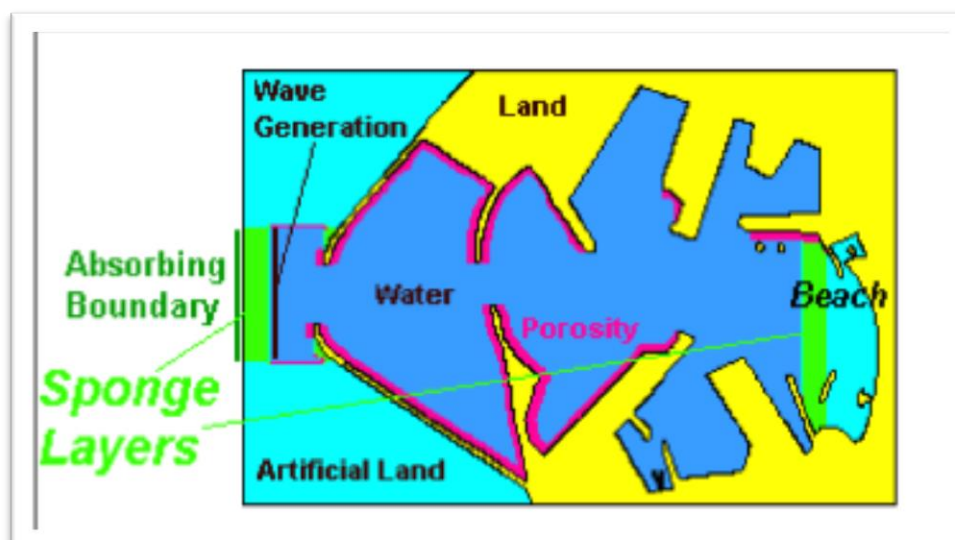 Wave
Generation
Land
Absorbing
Boundary
Water
Beach
Porosity
Sponge
Layers
Artificial Land